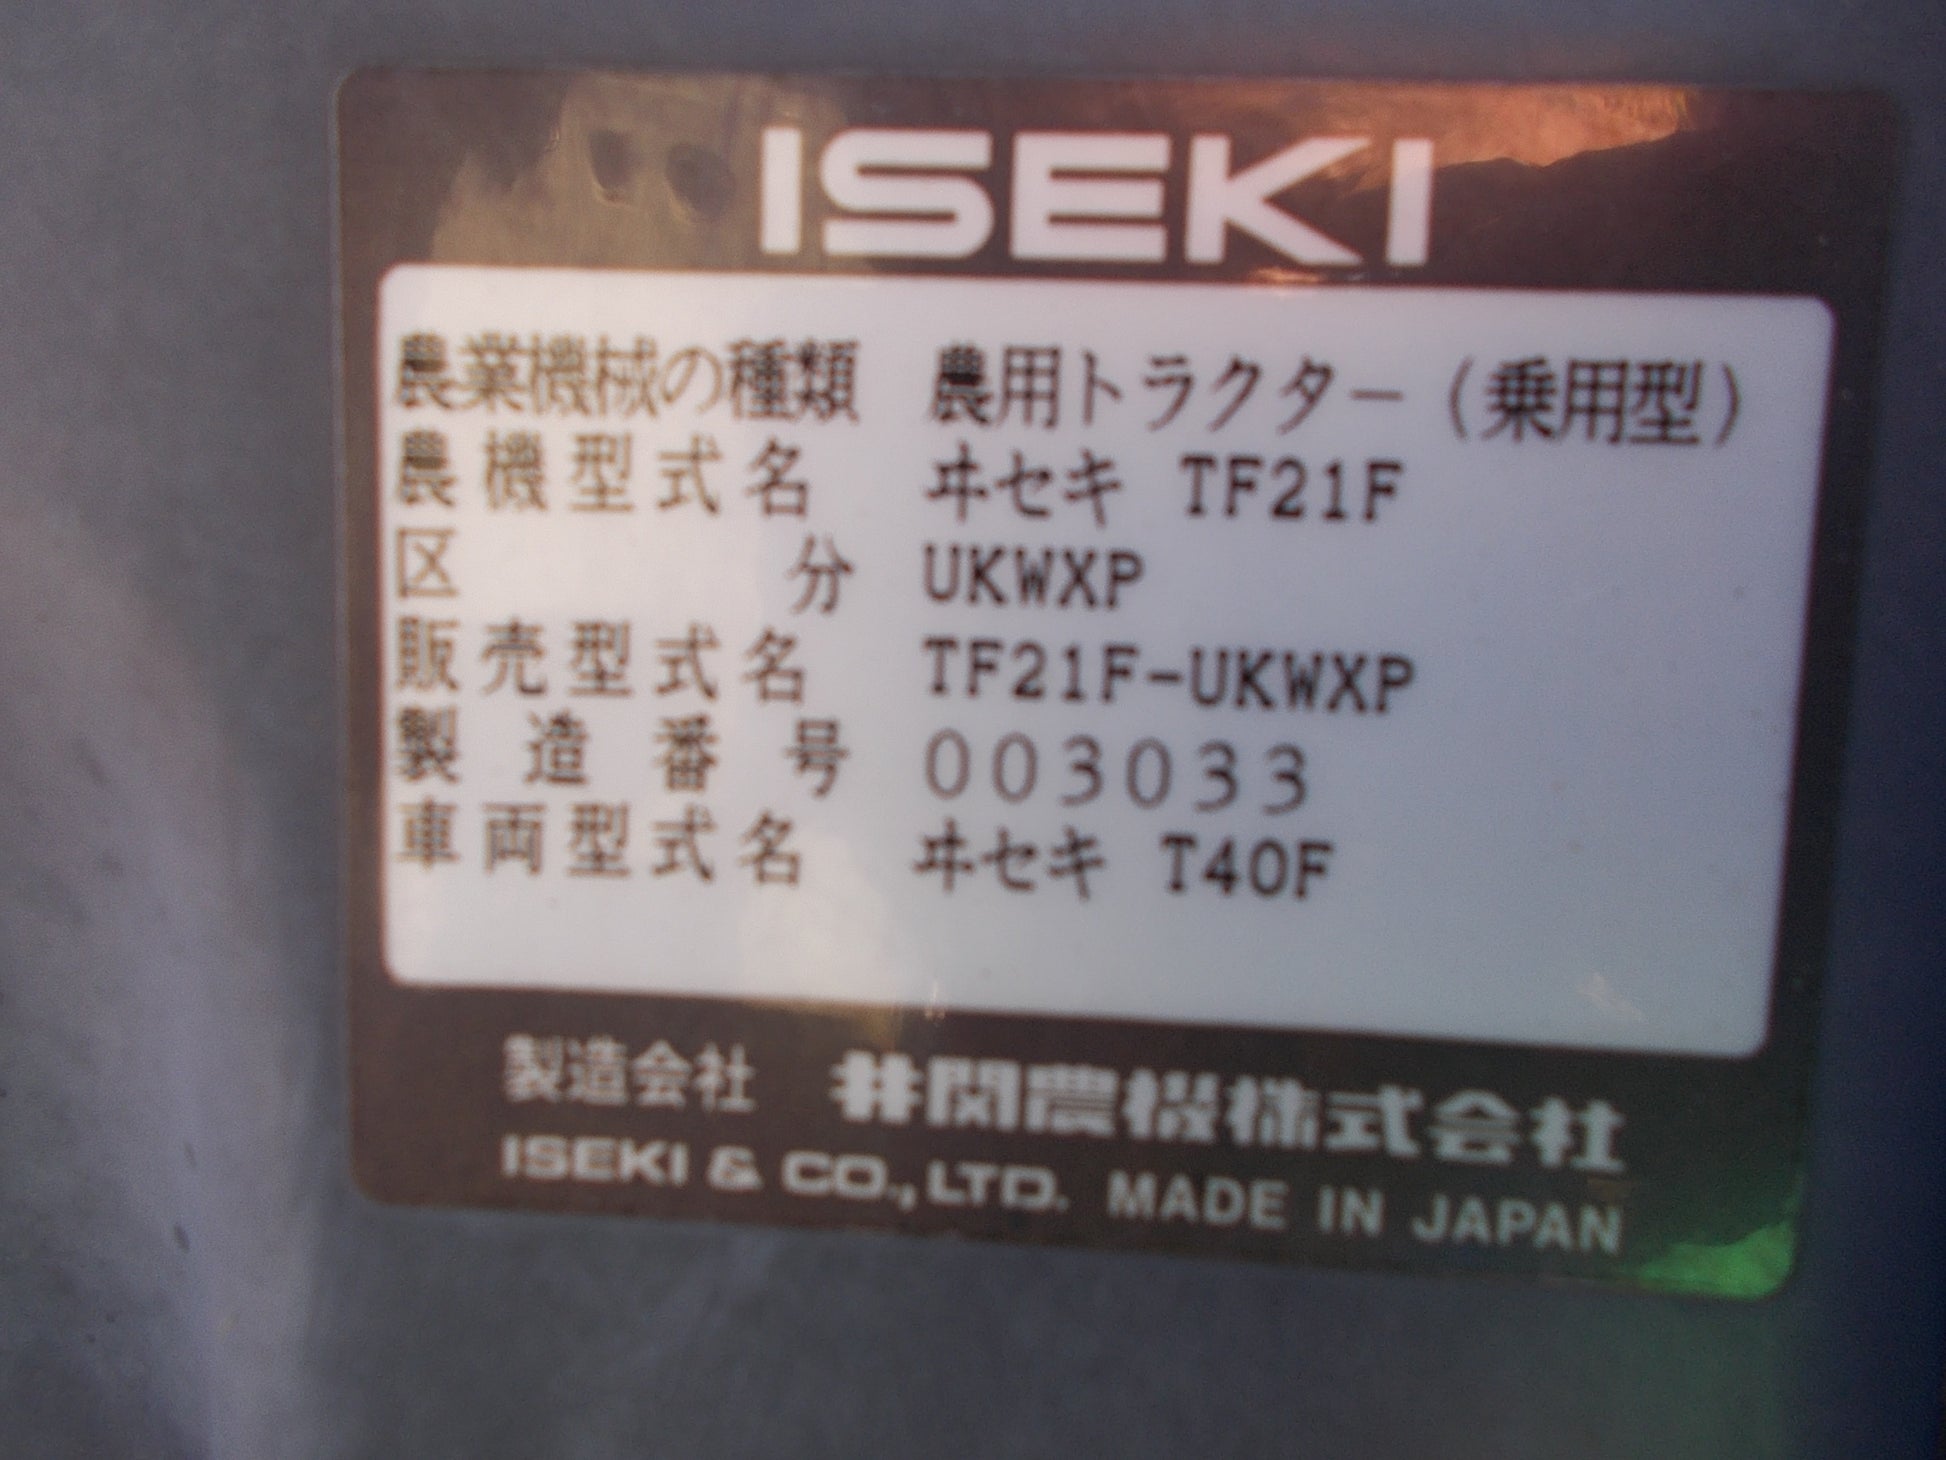 ISEKI
農業機械の種類 農用トラクター(乗用型)
農機型式名 ヰセキ TF21F
区分 UKWXP
販売型式名 TF21F-UKWXP
製造番号 003033
車両型式名 ヰセキ T40F
製造会社 井関農機株式会社
ISEKI & CO., LTD. MADE IN JAPAN